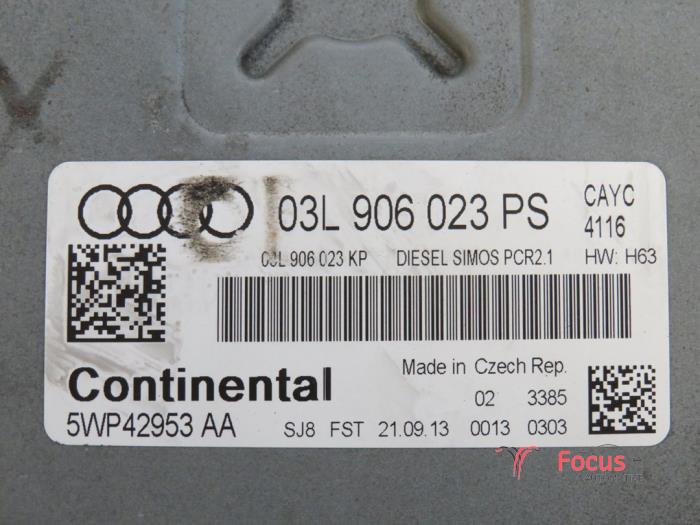 03L 906 023 PS
CAYC
4116
03L 906 023 KP DIESEL SIMOS PCR2.1 HW: H63
Continental
Made in Czech Rep.
02 3385
5WP42953 AA
SJ8 FST 21.09.13 0013 0303
Focus